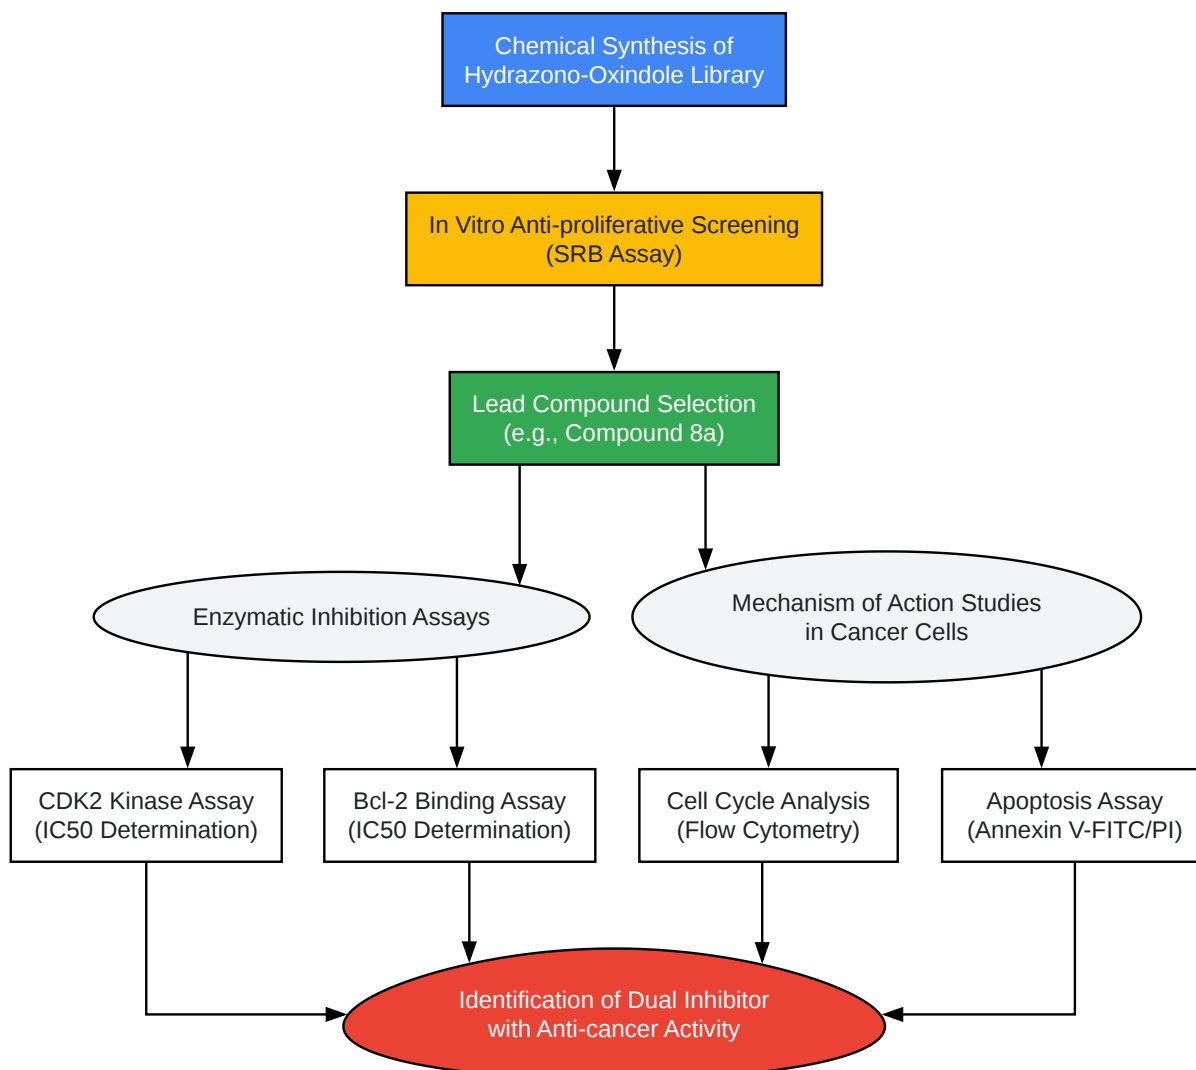 Chemical Synthesis of
Hydrazono-Oxindole Library
In Vitro Anti-proliferative Screening
(SRB Assay)
Lead Compound Selection
(e.g., Compound 8a)
Enzymatic Inhibition Assays
Mechanism of Action Studies
in Cancer Cells
CDK2 Kinase Assay
(IC50 Determination)
Bcl-2 Binding Assay
(IC50 Determination)
Cell Cycle Analysis
(Flow Cytometry)
Apoptosis Assay
(Annexin V-FITC/PI)
Identification of Dual Inhibitor
with Anti-cancer Activity